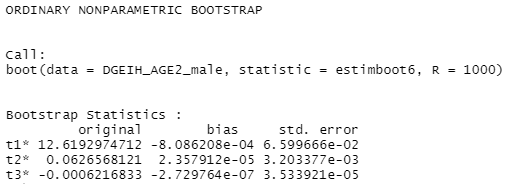 ORDINARY NONPARAMETRIC BOOTSTRAP
Call:
boot(data = DGEIH_AGE2_male, statistic = estimboot6, R = 1000)
Bootstrap Statistics :
original bias std. error
t1* 12.6192974712 -8.086208e-04 6.599666e-02
t2* 0.0626568121 2.357912e-05 3.203377e-03
t3* -0.0006216833 -2.729764e-07 3.533921e-05